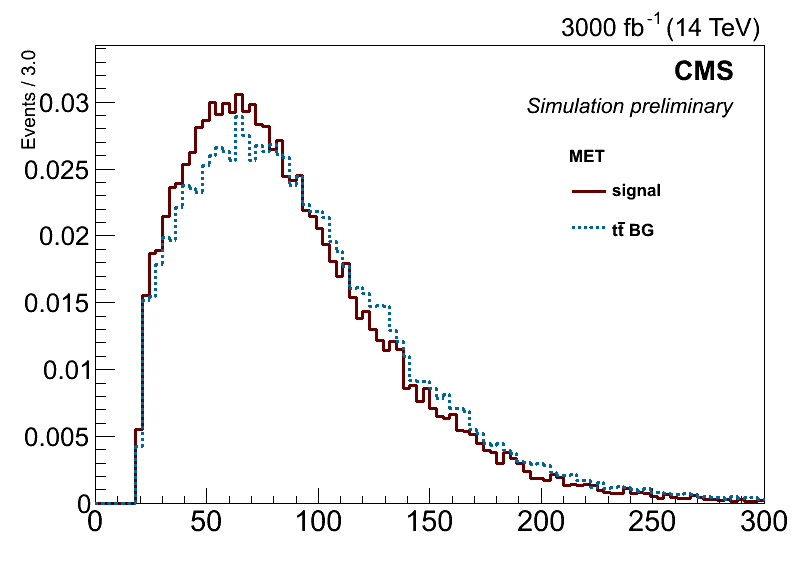 3000 fb⁻¹ (14 TeV)
CMS
Simulation preliminary
MET
signal
tt̄ BG
Events / 3.0
0.03
0.025
0.02
0.015
0.01
0.005
0
0 50 100 150 200 250 300